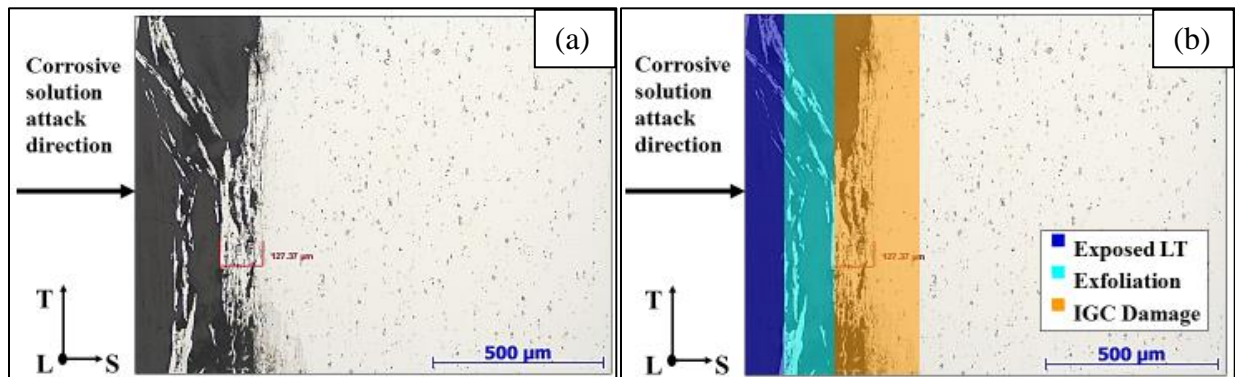 (a)
Corrosive
solution
attack
direction
127.37 µm
T
L
S
500 µm
(b)
Corrosive
solution
attack
direction
127.37 µm
Exposed LT
Exfoliation
IGC Damage
T
L
S
500 µm